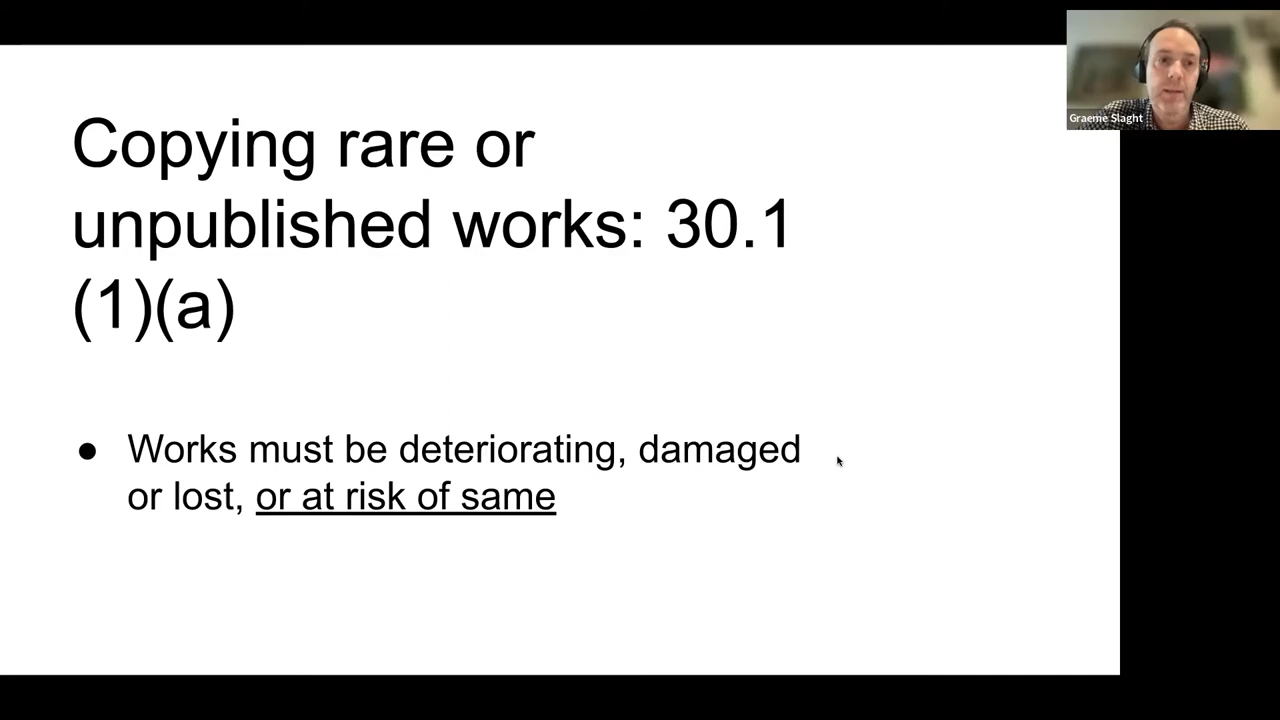 Copying rare or
unpublished works: 30.1
(1)(a)
● Works must be deteriorating, damaged
or lost, or at risk of same
Graeme Slaght